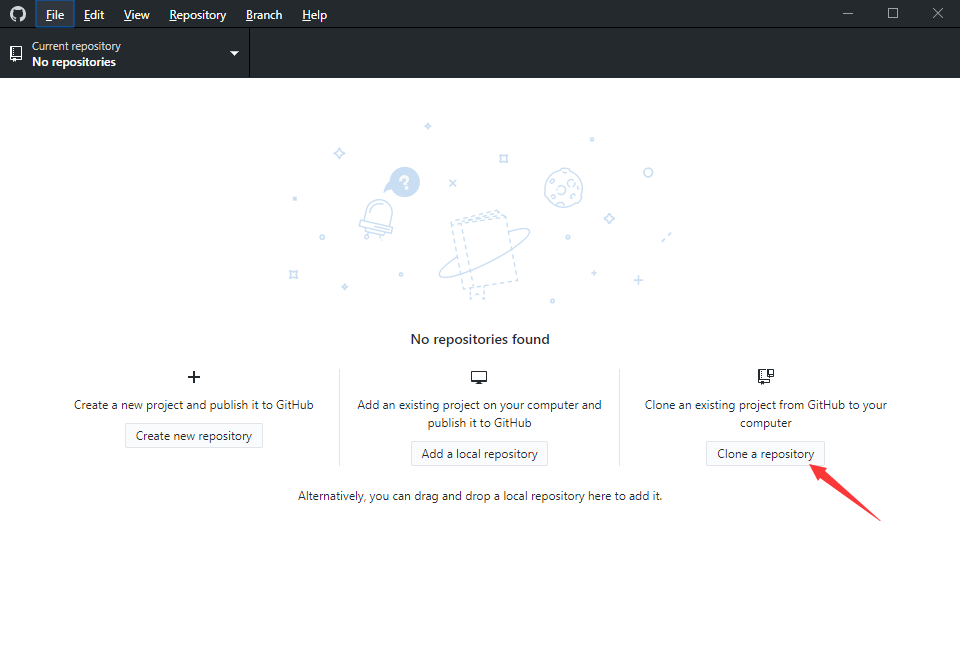 File Edit View Repository Branch Help
Current repository
No repositories
?
No repositories found
Create a new project and publish it to GitHub
Create new repository
Add an existing project on your computer and
publish it to GitHub
Add a local repository
Clone an existing project from GitHub to your
computer
Clone a repository
Alternatively, you can drag and drop a local repository here to add it.